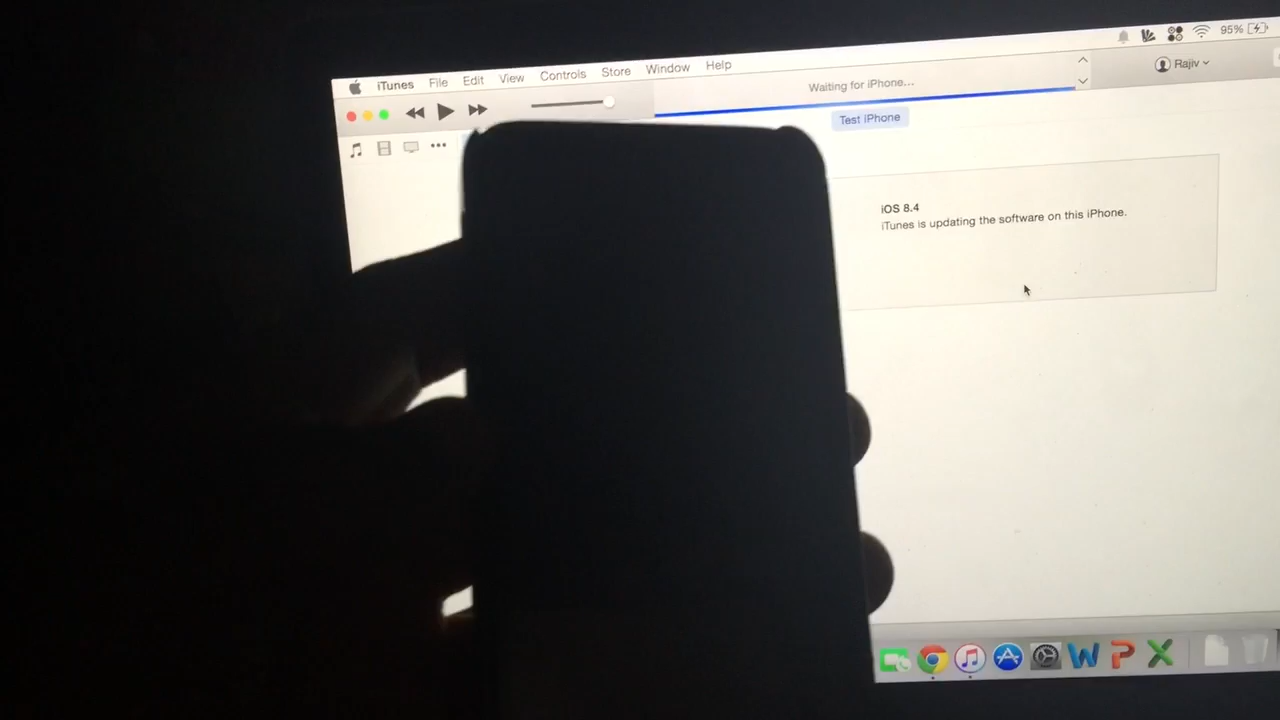 iTunes File Edit View Controls Store Window Help 95%
Waiting for iPhone...
Rajiv
Test iPhone
iOS 8.4
iTunes is updating the software on this iPhone.